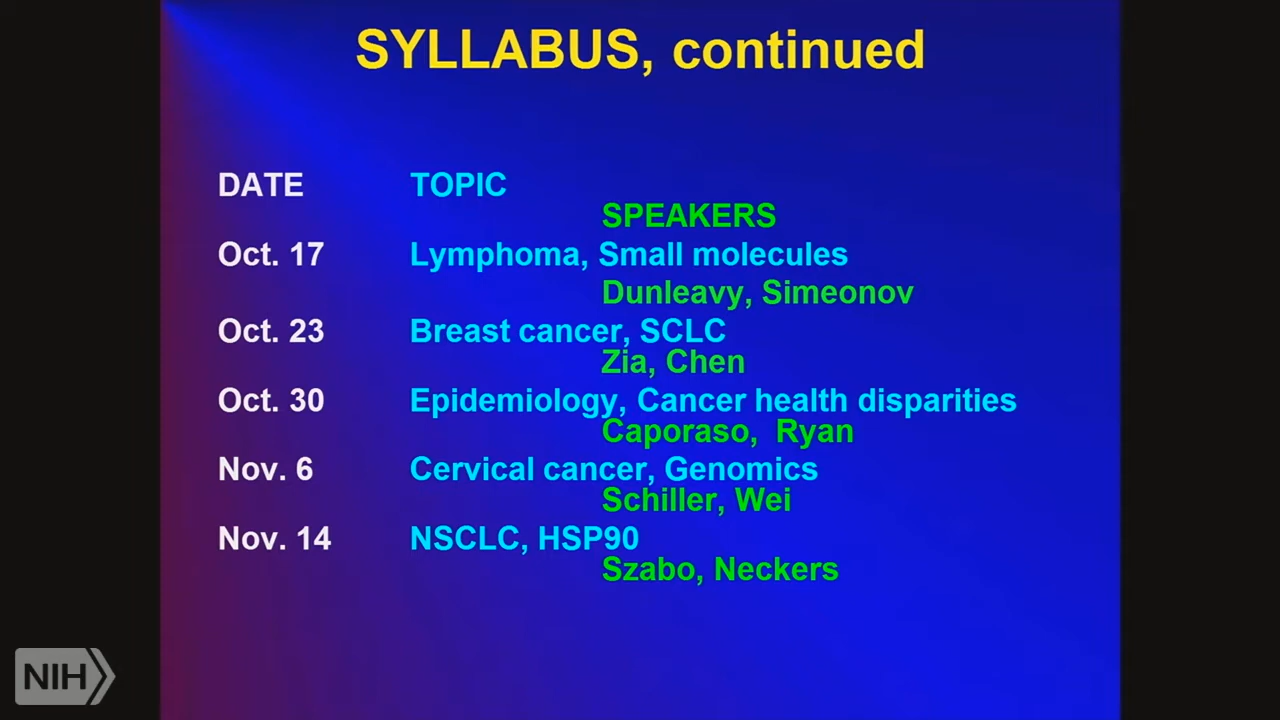 SYLLABUS, continued
DATE TOPIC
SPEAKERS
Oct. 17 Lymphoma, Small molecules
Dunleavy, Simeonov
Oct. 23 Breast cancer, SCLC
Zia, Chen
Oct. 30 Epidemiology, Cancer health disparities
Caporaso, Ryan
Nov. 6 Cervical cancer, Genomics
Schiller, Wei
Nov. 14 NSCLC, HSP90
Szabo, Neckers
NIH